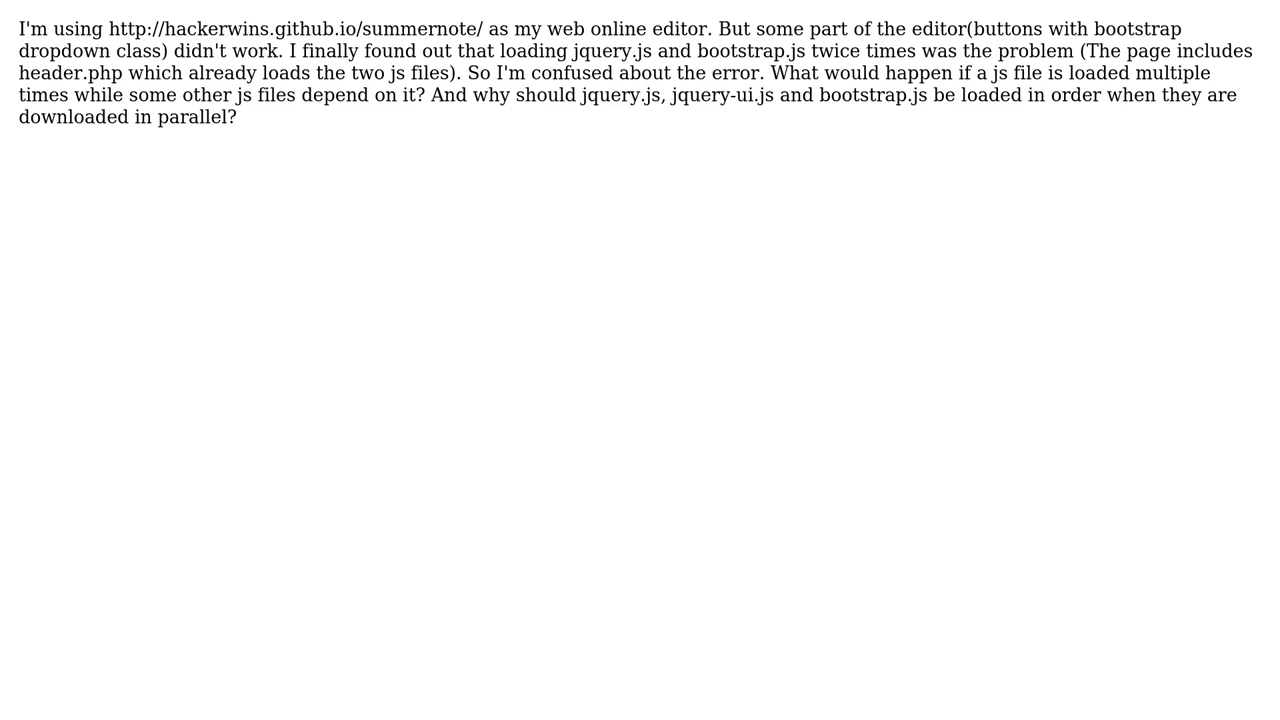 I'm using http://hackerwins.github.io/summernote/ as my web online editor. But some part of the editor(buttons with bootstrap
dropdown class) didn't work. I finally found out that loading jquery.js and bootstrap.js twice times was the problem (The page includes
header.php which already loads the two js files). So I'm confused about the error. What would happen if a js file is loaded multiple
times while some other js files depend on it? And why should jquery.js, jquery-ui.js and bootstrap.js be loaded in order when they are
downloaded in parallel?